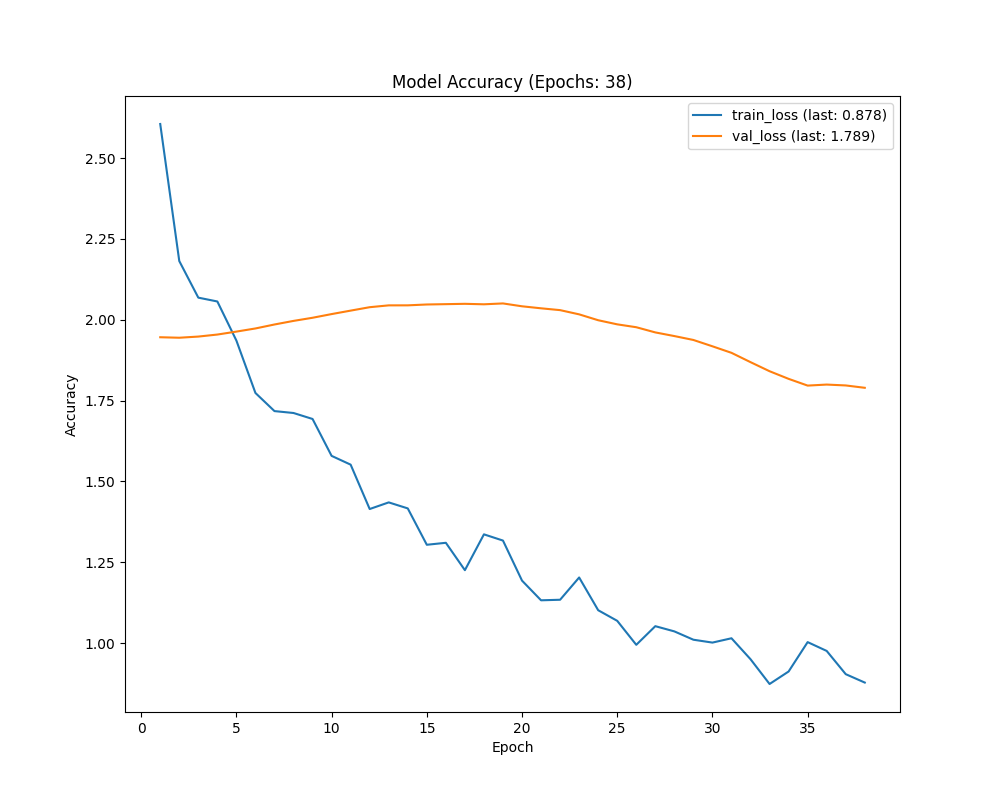 Model Accuracy (Epochs: 38)
train_loss (last: 0.878)
val_loss (last: 1.789)
2.50
2.25
2.00
1.75
1.50
1.25
1.00
Accuracy
0 5 10 15 20 25 30 35
Epoch